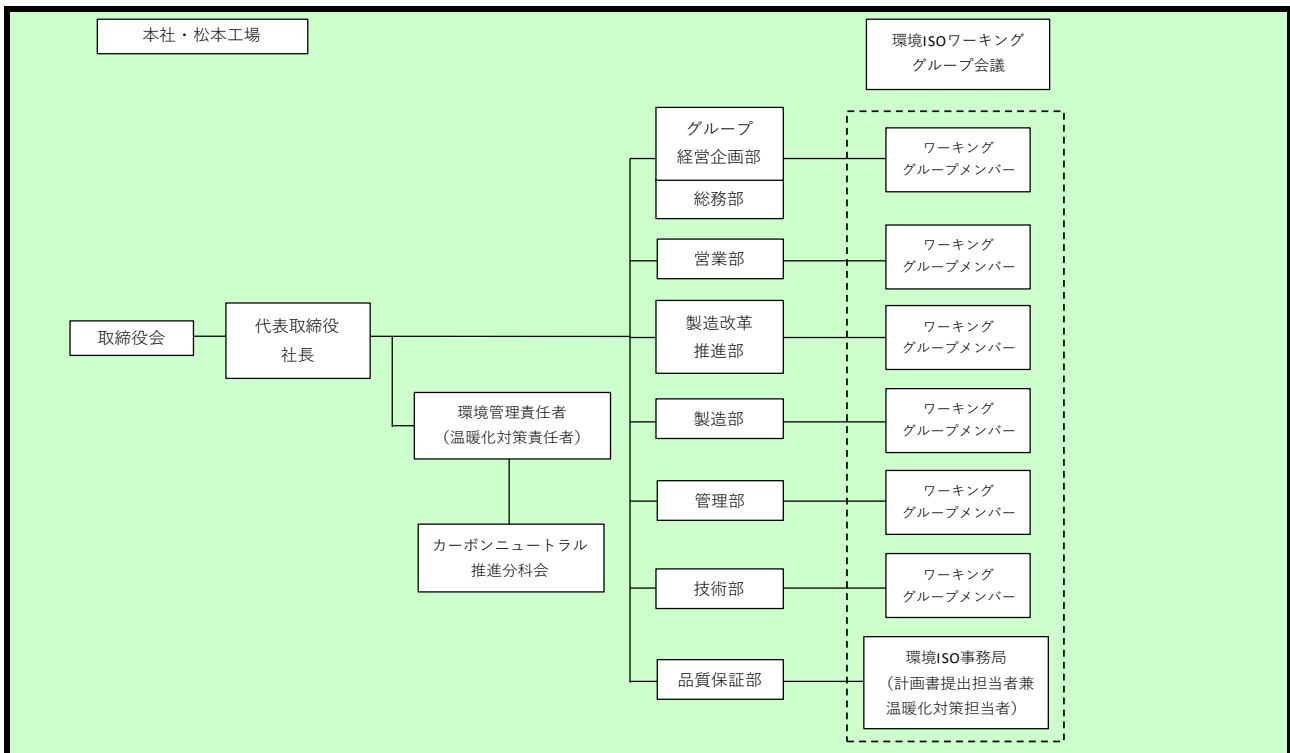 本社・松本工場
環境ISOワーキング
グループ会議
グループ
経営企画部
総務部
ワーキング
グループメンバー
営業部
ワーキング
グループメンバー
取締役会
代表取締役
社長
製造改革
推進部
ワーキング
グループメンバー
環境管理責任者
（温暖化対策責任者）
製造部
ワーキング
グループメンバー
管理部
ワーキング
グループメンバー
カーボンニュートラル
推進分科会
技術部
ワーキング
グループメンバー
品質保証部
環境ISO事務局
（計画書提出担当者兼
温暖化対策担当者）